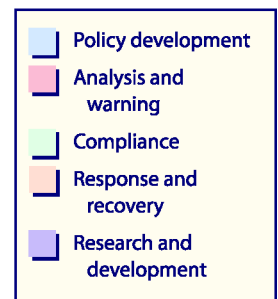 Policy development
Analysis and
warning
Compliance
Response and
recovery
Research and
development